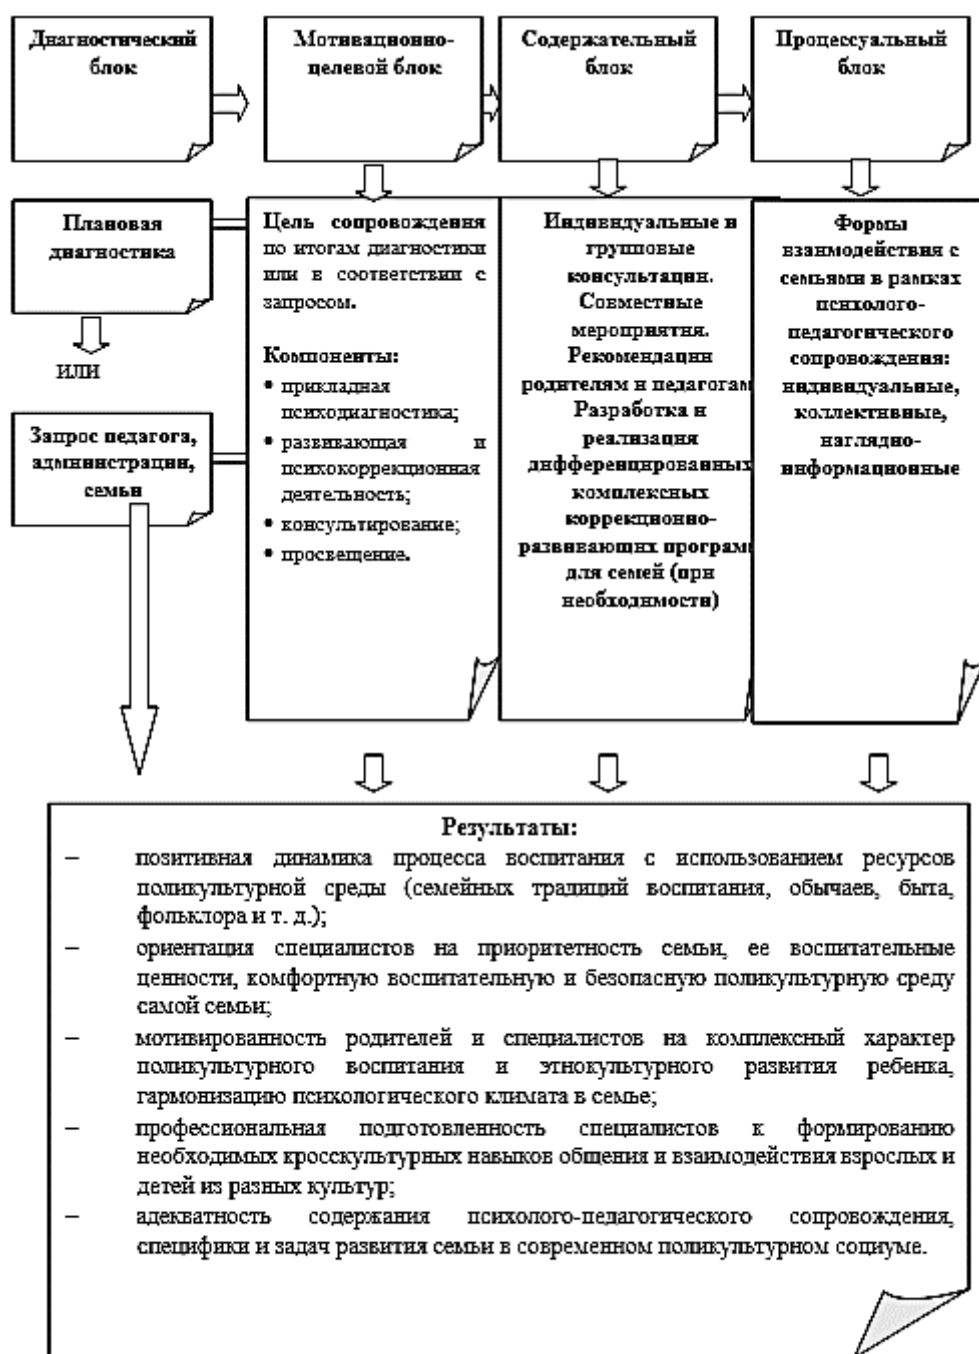 Диагностический
блок
Мотивационно-
целевой блок
Содержательный
блок
Процессуальный
блок
Плановая
диагностика
ИЛИ
Запрос педагога,
администрации,
семьи
Цель сопровождения
по итогам диагностики
или в соответствии с
запросом.
Компоненты:
• прикладная
психодиагностика;
• развивающая и
психокоррекционная
деятельность;
• консультирование;
• просвещение.
Индивидуальные и
групповые
консультации.
Совместные
мероприятия.
Рекомендации
родителям и педагогам
Разработка и
реализация
дифференцированных
комплексных
коррекционно-
развивающих програм
для семей (при
необходимости)
Формы
взаимодействия с
семьями в рамках
психолого-
педагогического
сопровождения:
индивидуальные,
коллективные,
наглядно-
информационные
Результаты:
– позитивная динамика процесса воспитания с использованием ресурсов
поликультурной среды (семейных традиций воспитания, обычаев, быта,
фольклора и т. д.);
– ориентация специалистов на приоритетность семьи, ее воспитательные
ценности, комфортную воспитательную и безопасную поликультурную среду
самой семьи;
– мотивированность родителей и специалистов на комплексный характер
поликультурного воспитания и этнокультурного развития ребенка,
гармонизацию психологического климата в семье;
– профессиональная подготовленность специалистов к формированию
необходимых кросскультурных навыков общения и взаимодействия взрослых и
детей из разных культур;
– адекватность содержания психолого-педагогического сопровождения,
специфики и задач развития семьи в современном поликультурном социуме.